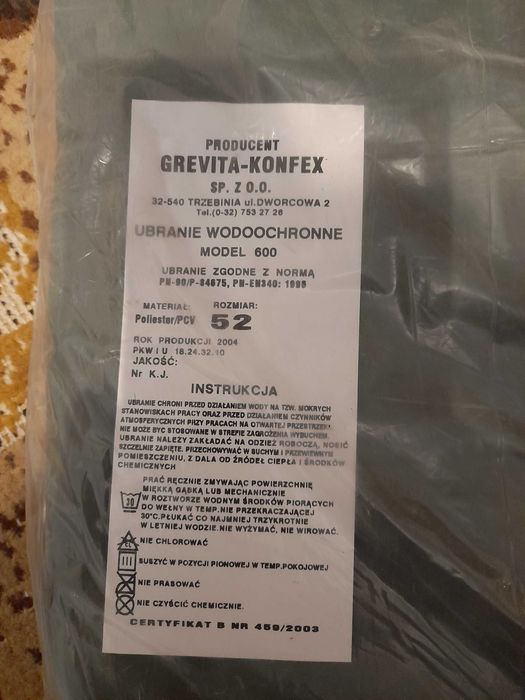 PRODUCENT
GREVITA-KONFEX
SP. Z O.O.
32-540 TRZEBINIA ul.DWORCOWA 2
Tel.(0-32) 753 27 28
UBRANIE WODOOCHRONNE
MODEL 600
UBRANIE ZGODNE Z NORMĄ
PN-90/P-84675, PN-EN340: 1996
MATERIAŁ: ROZMIAR:
Poliester/PCV 52
ROK PRODUKCJI 2004
PKW i U 18.24.32.10
JAKOŚĆ:
Nr K.J.
INSTRUKCJA
UBRANIE CHRONI PRZED DZIAŁANIEM WODY NA TZW. MOKRYCH
STANOWISKACH PRACY ORAZ PRZED DZIAŁANIEM CZYNNIKÓW
ATMOSFERYCZNYCH PRZY PRACACH NA OTWARTEJ PRZESTRZENI.
NIE MOŻE BYĆ STOSOWANE W STREFIE ZAGROŻENIA WYBUCHEM.
UBRANIE NALEŻY ZAKŁADAĆ NA ODZIEŻ ROBOCZĄ, NOSIĆ
SZCZELNIE ZAPIĘTE. PRZECHOWYWAĆ W SUCHYM I PRZEWIEWNYM
POMIESZCZENIU, Z DALA OD ŹRÓDEŁ CIEPŁA I ŚRODKÓW
CHEMICZNYCH
PRAĆ RĘCZNIE ZMYWAJĄC POWIERZCHNIĘ
MIĘKKĄ GĄBKĄ LUB MECHANICZNIE
W ROZTWORZE WODNYM ŚRODKÓW PIORĄCYCH
30 DO WEŁNY W TEMP. NIE PRZEKRACZAJĄCEJ
30°C.PŁUKAĆ CO NAJMNIEJ TRZYKROTNIE
W LETNIEJ WODZIE.NIE WYŻYMAĆ, NIE WIROWAĆ.
CL NIE CHLOROWAĆ
SUSZYĆ W POZYCJI PIONOWEJ W TEMP.POKOJOWEJ
NIE PRASOWAĆ
NIE CZYŚCIĆ CHEMICZNIE.
CERTYFIKAT B NR 459/2003